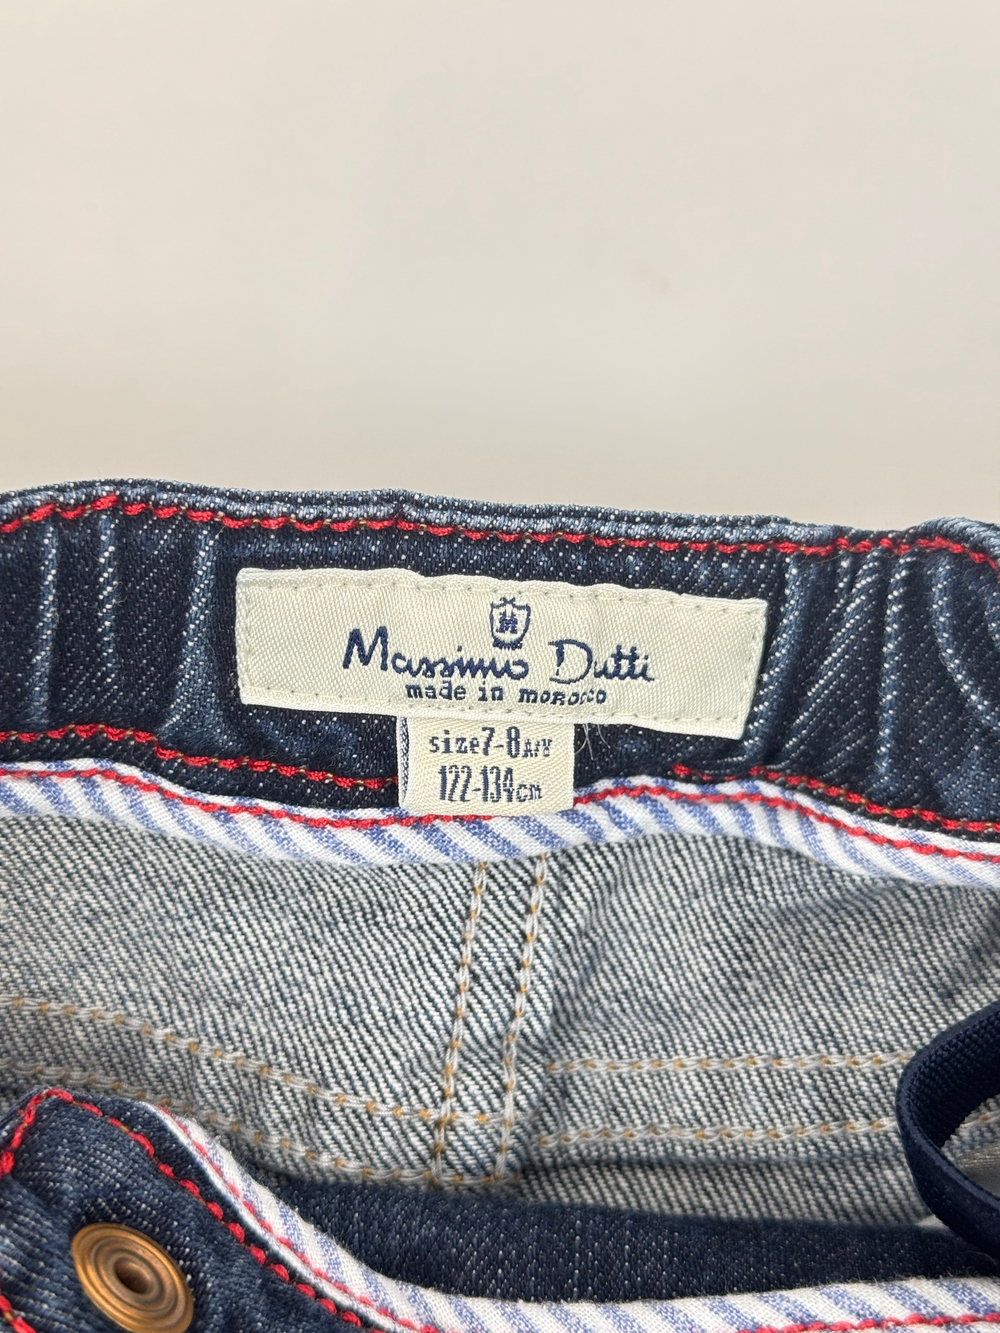 M
Massimo Dutti
made in MOROCCO
size7-8A/Y
122-134cm